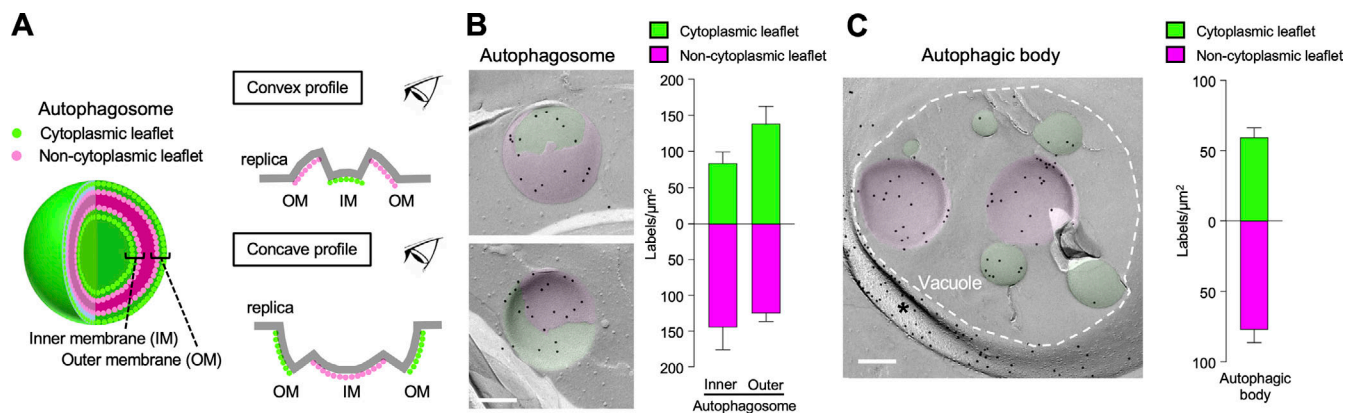 A
Autophagosome
Cytoplasmic leaflet
Non-cytoplasmic leaflet
Inner membrane (IM)
Outer membrane (OM)
Convex profile
replica
OM IM OM
Concave profile
replica
OM IM OM
B
Autophagosome
Cytoplasmic leaflet
Non-cytoplasmic leaflet
Labels/μm²
200
150
100
50
0
50
100
150
200
Inner Outer
Autophagosome
C
Autophagic body
Vacuole
*
Cytoplasmic leaflet
Non-cytoplasmic leaflet
Labels/μm²
100
50
0
50
100
Autophagic
body